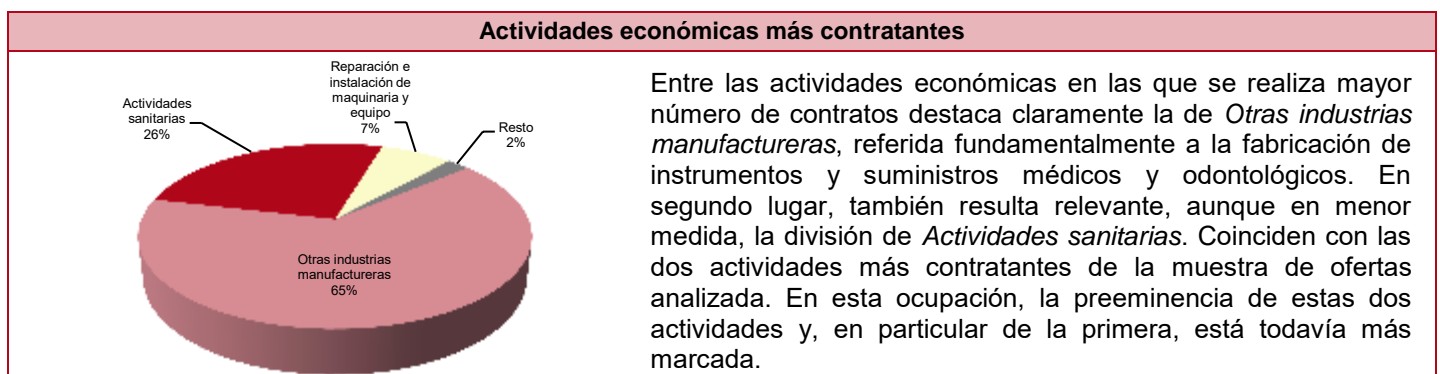 Actividades económicas más contratantes
Reparación e
instalación de
maquinaria y
equipo
7%
Actividades
sanitarias
26%
Resto
2%
Otras industrias
manufactureras
65%
Entre las actividades económicas en las que se realiza mayor
número de contratos destaca claramente la de Otras industrias
manufactureras, referida fundamentalmente a la fabricación de
instrumentos y suministros médicos y odontológicos. En
segundo lugar, también resulta relevante, aunque en menor
medida, la división de Actividades sanitarias. Coinciden con las
dos actividades más contratantes de la muestra de ofertas
analizada. En esta ocupación, la preeminencia de estas dos
actividades y, en particular de la primera, está todavía más
marcada.